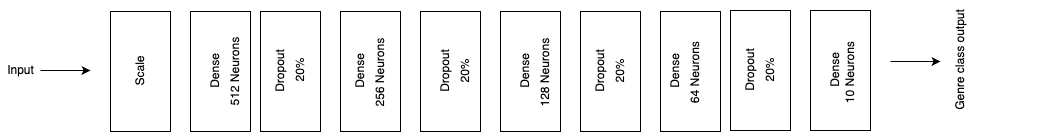 Input
Scale
Dense
512 Neurons
Dropout
20%
Dense
256 Neurons
Dropout
20%
Dense
128 Neurons
Dropout
20%
Dense
64 Neurons
Dropout
20%
Dense
10 Neurons
Genre class output